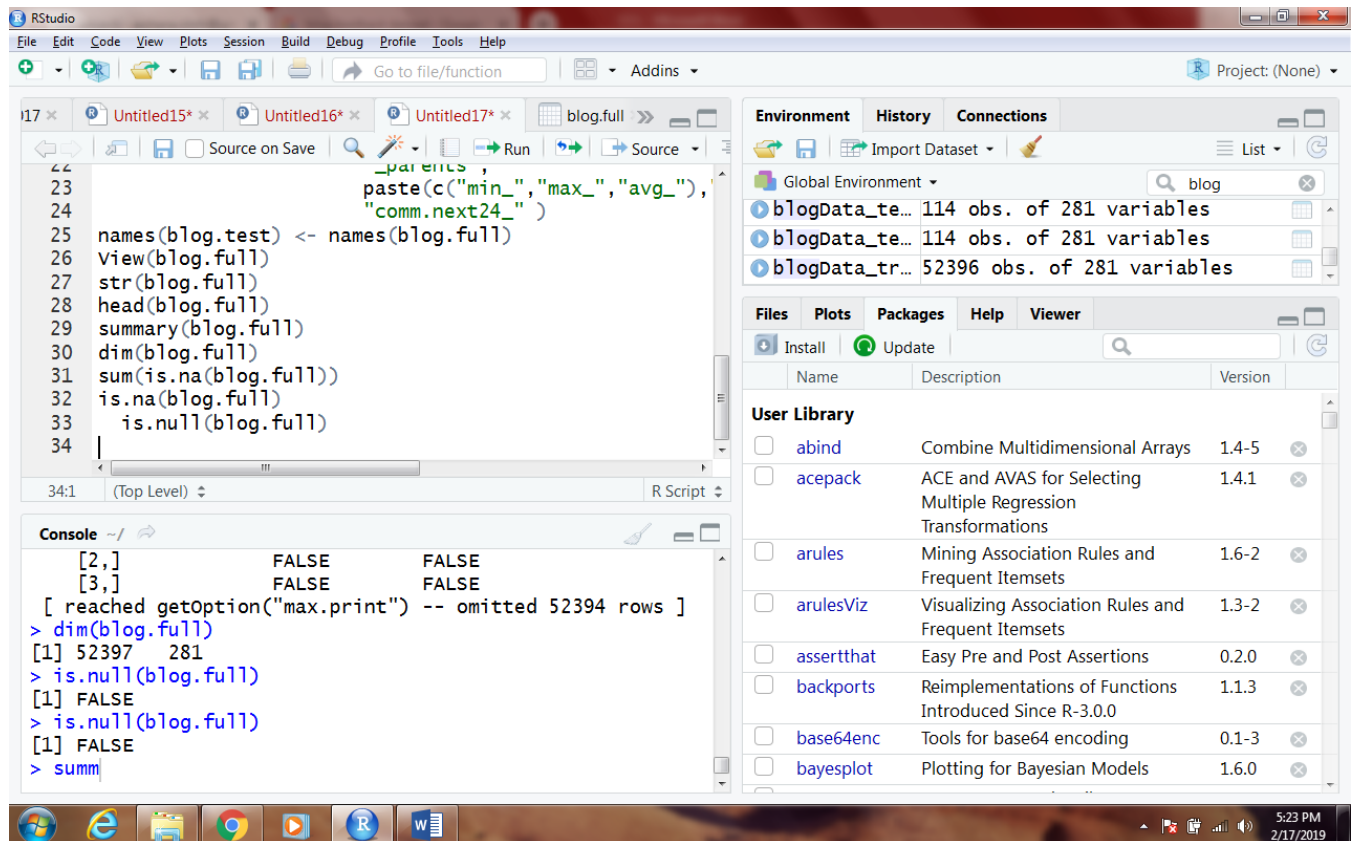 RStudio
File Edit Code View Plots Session Build Debug Profile Tools Help
Go to file/function Addins Project: (None)
017 Untitled15* Untitled16* Untitled17* blog.full
Source on Save Run Source
22 _parents",
23 paste(c("min_","max_","avg_"),"
24 "comm.next24_" )
25 names(blog.test) <- names(blog.full)
26 View(blog.full)
27 str(blog.full)
28 head(blog.full)
29 summary(blog.full)
30 dim(blog.full)
31 sum(is.na(blog.full))
32 is.na(blog.full)
33 is.null(blog.full)
34
34:1 (Top Level) R Script
Console ~/
[2,] FALSE FALSE
[3,] FALSE FALSE
[ reached getOption("max.print") -- omitted 52394 rows ]
> dim(blog.full)
[1] 52397 281
> is.null(blog.full)
[1] FALSE
> is.null(blog.full)
[1] FALSE
> summ
Environment History Connections
Import Dataset List
Global Environment blog
blogData_te… 114 obs. of 281 variables
blogData_te… 114 obs. of 281 variables
blogData_tr… 52396 obs. of 281 variables
Files Plots Packages Help Viewer
Install Update
Name Description Version
User Library
abind Combine Multidimensional Arrays 1.4-5
acepack ACE and AVAS for Selecting 1.4.1
Multiple Regression
Transformations
arules Mining Association Rules and 1.6-2
Frequent Itemsets
arulesViz Visualizing Association Rules and 1.3-2
Frequent Itemsets
assertthat Easy Pre and Post Assertions 0.2.0
backports Reimplementations of Functions 1.1.3
Introduced Since R-3.0.0
base64enc Tools for base64 encoding 0.1-3
bayesplot Plotting for Bayesian Models 1.6.0
5:23 PM
2/17/2019